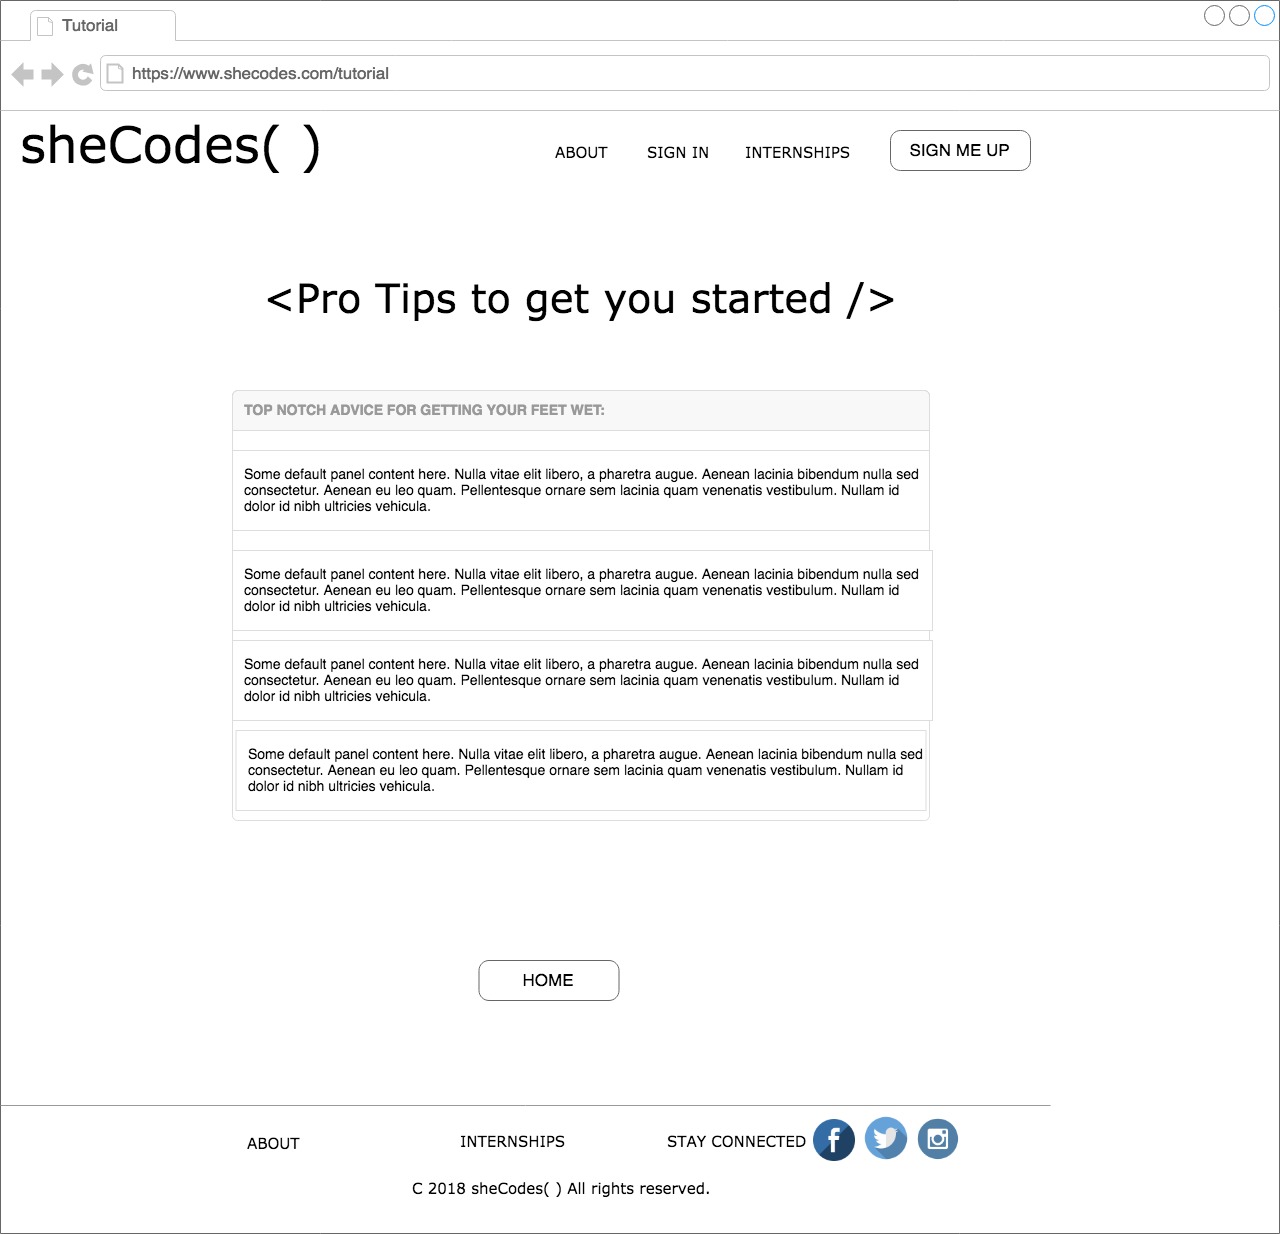 Tutorial
https://www.shecodes.com/tutorial
sheCodes( )
ABOUT SIGN IN INTERNSHIPS SIGN ME UP
<Pro Tips to get you started />
TOP NOTCH ADVICE FOR GETTING YOUR FEET WET:
Some default panel content here. Nulla vitae elit libero, a pharetra augue. Aenean lacinia bibendum nulla sed
consectetur. Aenean eu leo quam. Pellentesque ornare sem lacinia quam venenatis vestibulum. Nullam id
dolor id nibh ultricies vehicula.
Some default panel content here. Nulla vitae elit libero, a pharetra augue. Aenean lacinia bibendum nulla sed
consectetur. Aenean eu leo quam. Pellentesque ornare sem lacinia quam venenatis vestibulum. Nullam id
dolor id nibh ultricies vehicula.
Some default panel content here. Nulla vitae elit libero, a pharetra augue. Aenean lacinia bibendum nulla sed
consectetur. Aenean eu leo quam. Pellentesque ornare sem lacinia quam venenatis vestibulum. Nullam id
dolor id nibh ultricies vehicula.
Some default panel content here. Nulla vitae elit libero, a pharetra augue. Aenean lacinia bibendum nulla sed
consectetur. Aenean eu leo quam. Pellentesque ornare sem lacinia quam venenatis vestibulum. Nullam id
dolor id nibh ultricies vehicula.
HOME
ABOUT INTERNSHIPS STAY CONNECTED
C 2018 sheCodes( ) All rights reserved.